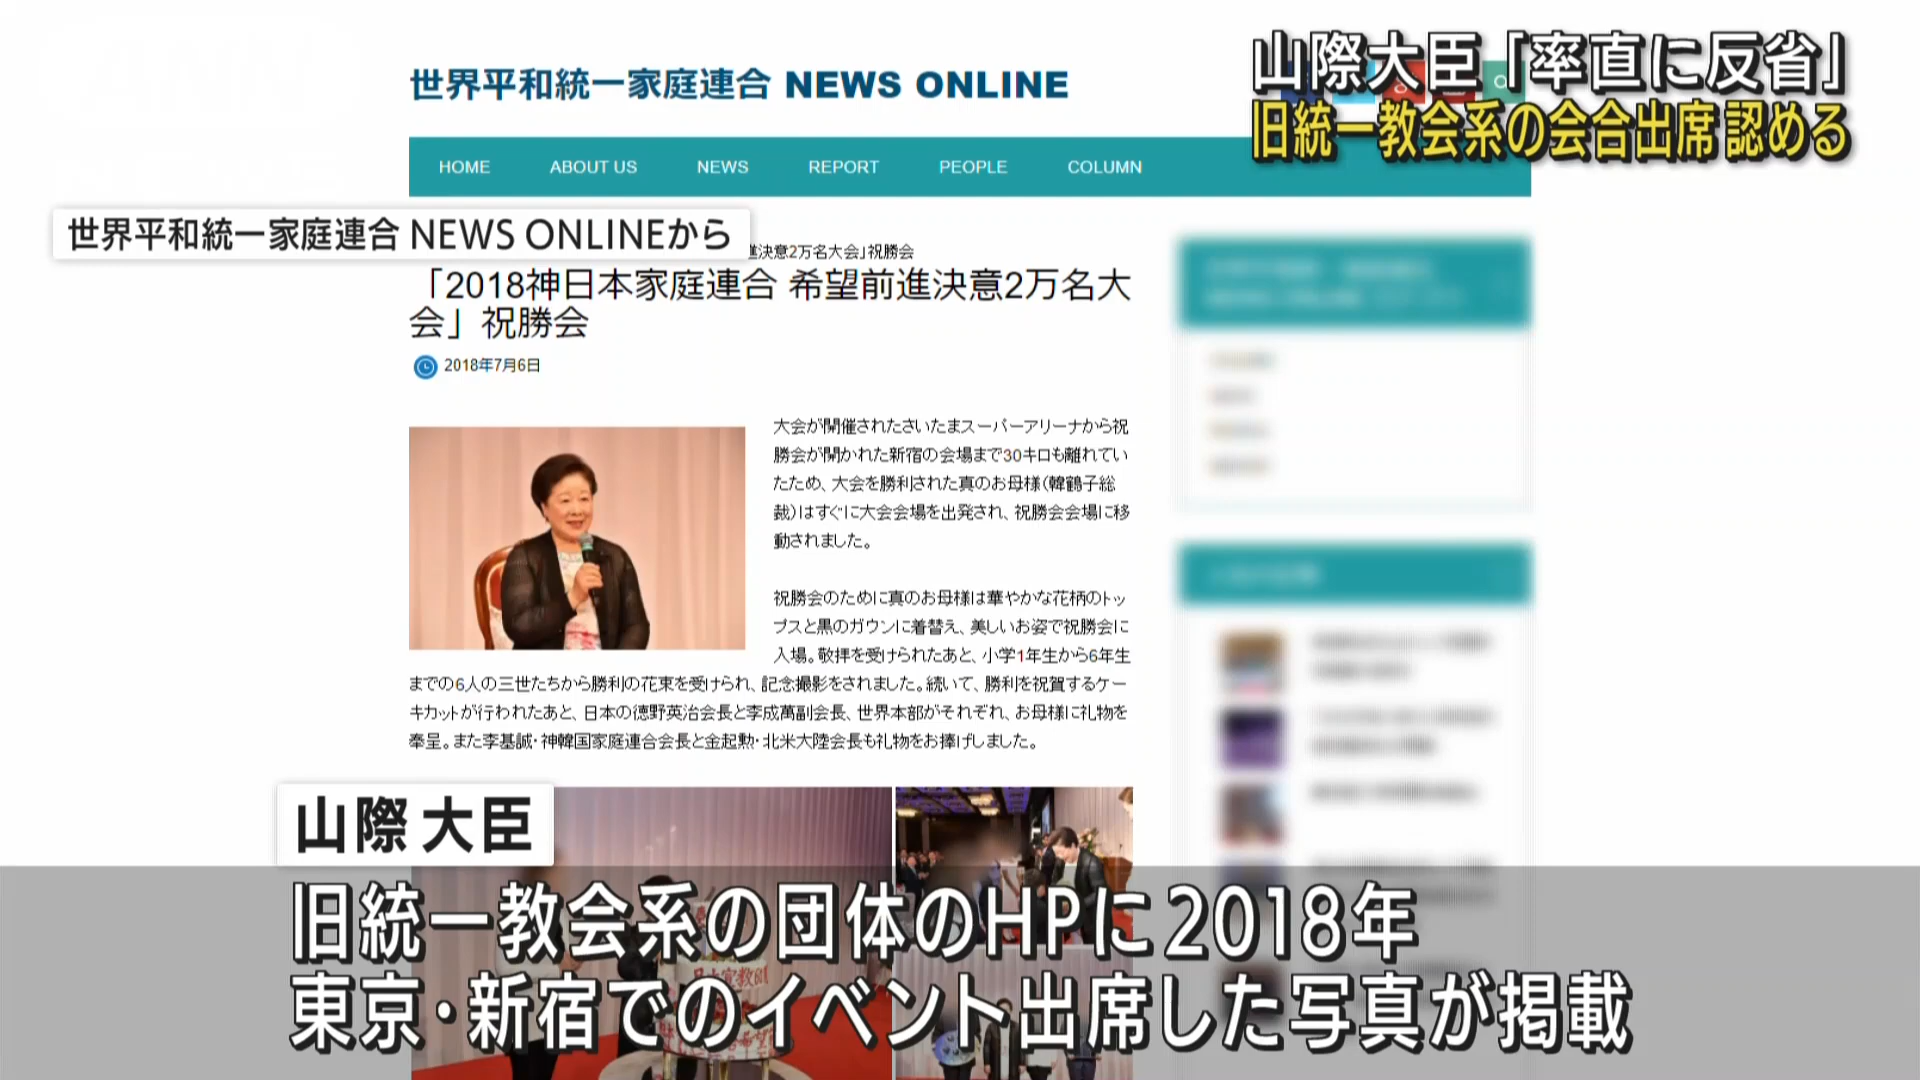 世界平和統一家庭連合 NEWS ONLINE
山際大臣「率直に反省」
旧統一教会系の会合出席認める
HOME ABOUT US NEWS REPORT PEOPLE COLUMN
世界平和統一家庭連合 NEWS ONLINEから
進決意2万名大会」祝勝会
「2018神日本家庭連合 希望前進決意2万名大
会」祝勝会
2018年7月6日
大会が開催されたさいたまスーパーアリーナから祝
勝会が開かれた新宿の会場まで30キロも離れてい
たため、大会を勝利された真のお母様(韓鶴子総
裁)はすぐに大会会場を出発され、祝勝会会場に移
動されました。
祝勝会のために真のお母様は華やかな花柄のトッ
プスと黒のガウンに着替え、美しいお姿で祝勝会に
入場。敬拝を受けられたあと、小学1年生から6年生
までの6人の三世たちから勝利の花束を受けられ、記念撮影をされました。続いて、勝利を祝賀するケー
キカットが行われたあと、日本の徳野英治会長と李成萬副会長、世界本部がそれぞれ、お母様に礼物を
奉呈。また李基誠・神韓国家庭連合会長と金起勲・北米大陸会長も礼物をお捧げしました。
山際 大臣
旧統一教会系の団体のHPに2018年
東京・新宿でのイベント出席した写真が掲載